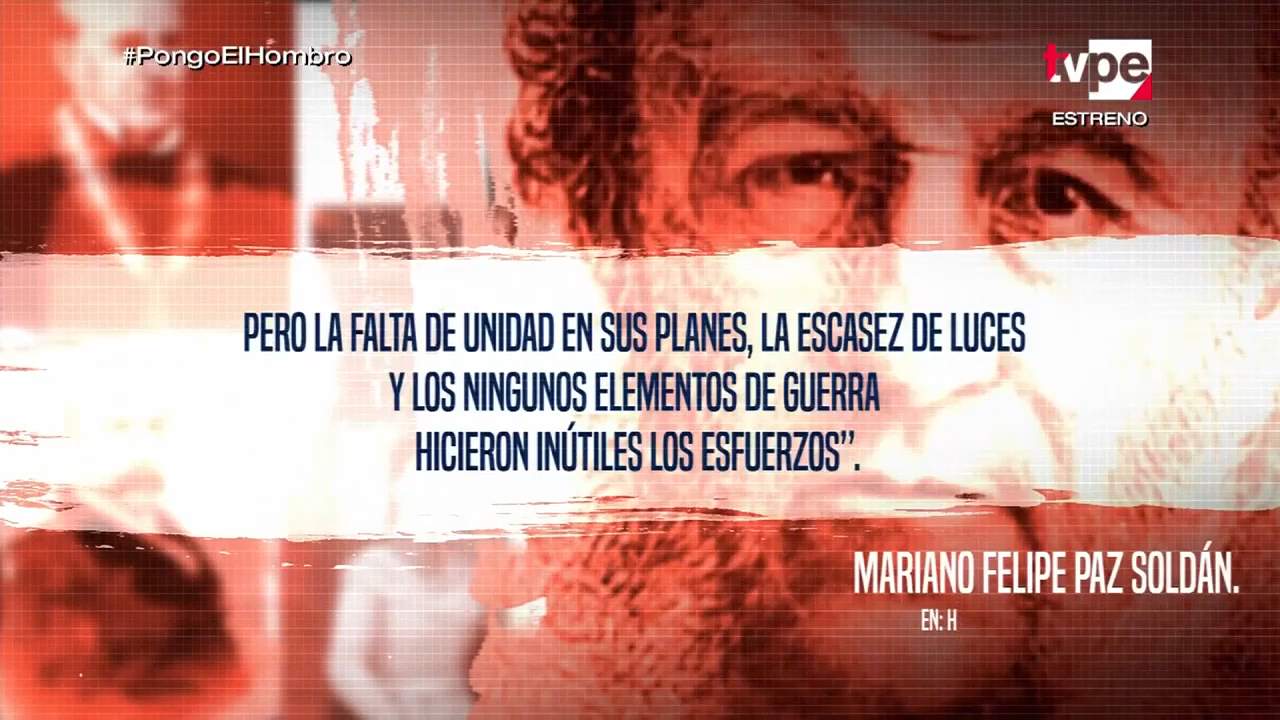 #PongoElHombro
tvpe
ESTRENO
PERO LA FALTA DE UNIDAD EN SUS PLANES, LA ESCASEZ DE LUCES
Y LOS NINGUNOS ELEMENTOS DE GUERRA
HICIERON INÚTILES LOS ESFUERZOS”.
MARIANO FELIPE PAZ SOLDÁN.
EN: H